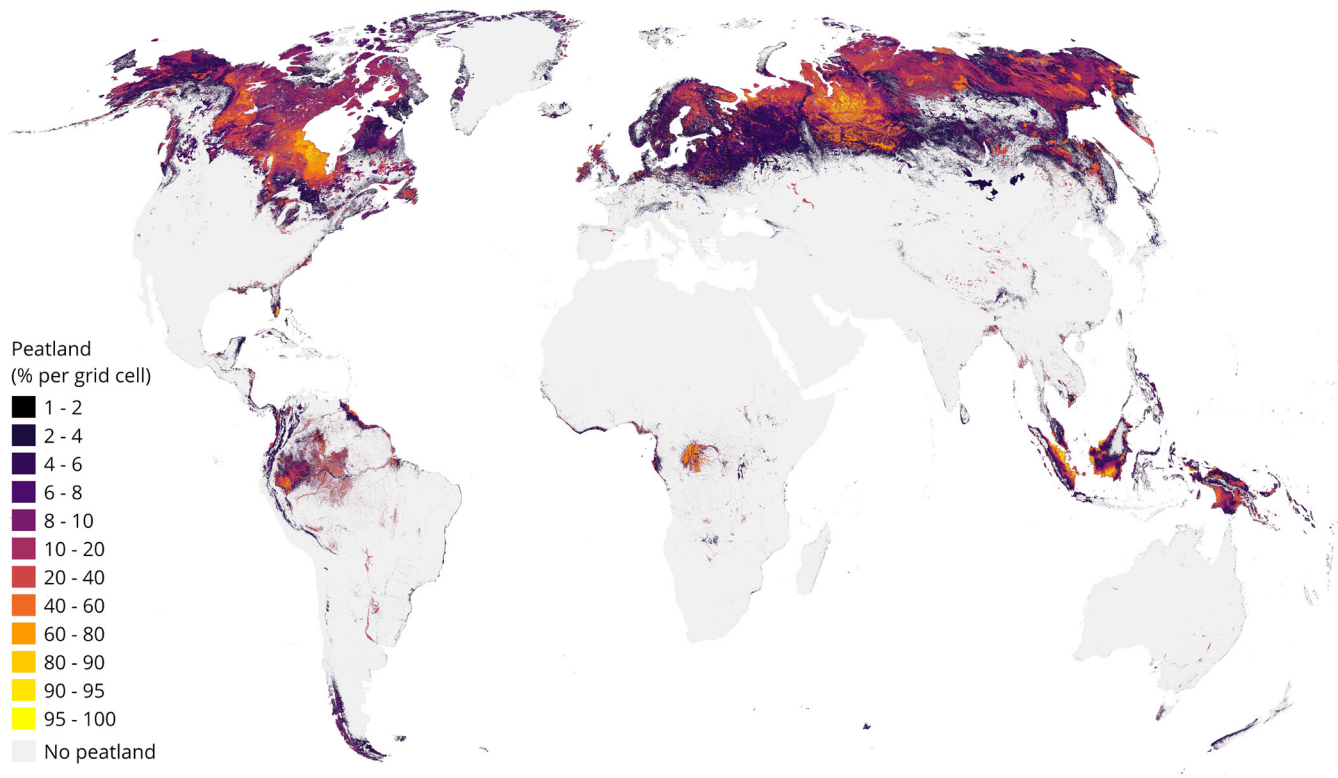 Peatland
(% per grid cell)
1 - 2
2 - 4
4 - 6
6 - 8
8 - 10
10 - 20
20 - 40
40 - 60
60 - 80
80 - 90
90 - 95
95 - 100
No peatland